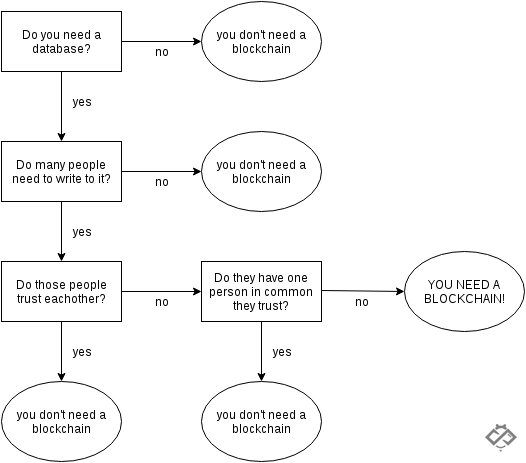 Do you need a
database?
no
you don't need a
blockchain
yes
Do many people
need to write to it?
no
you don't need a
blockchain
yes
Do those people
trust eachother?
no
Do they have one
person in common
they trust?
no
YOU NEED A
BLOCKCHAIN!
yes
yes
you don't need a
blockchain
you don't need a
blockchain